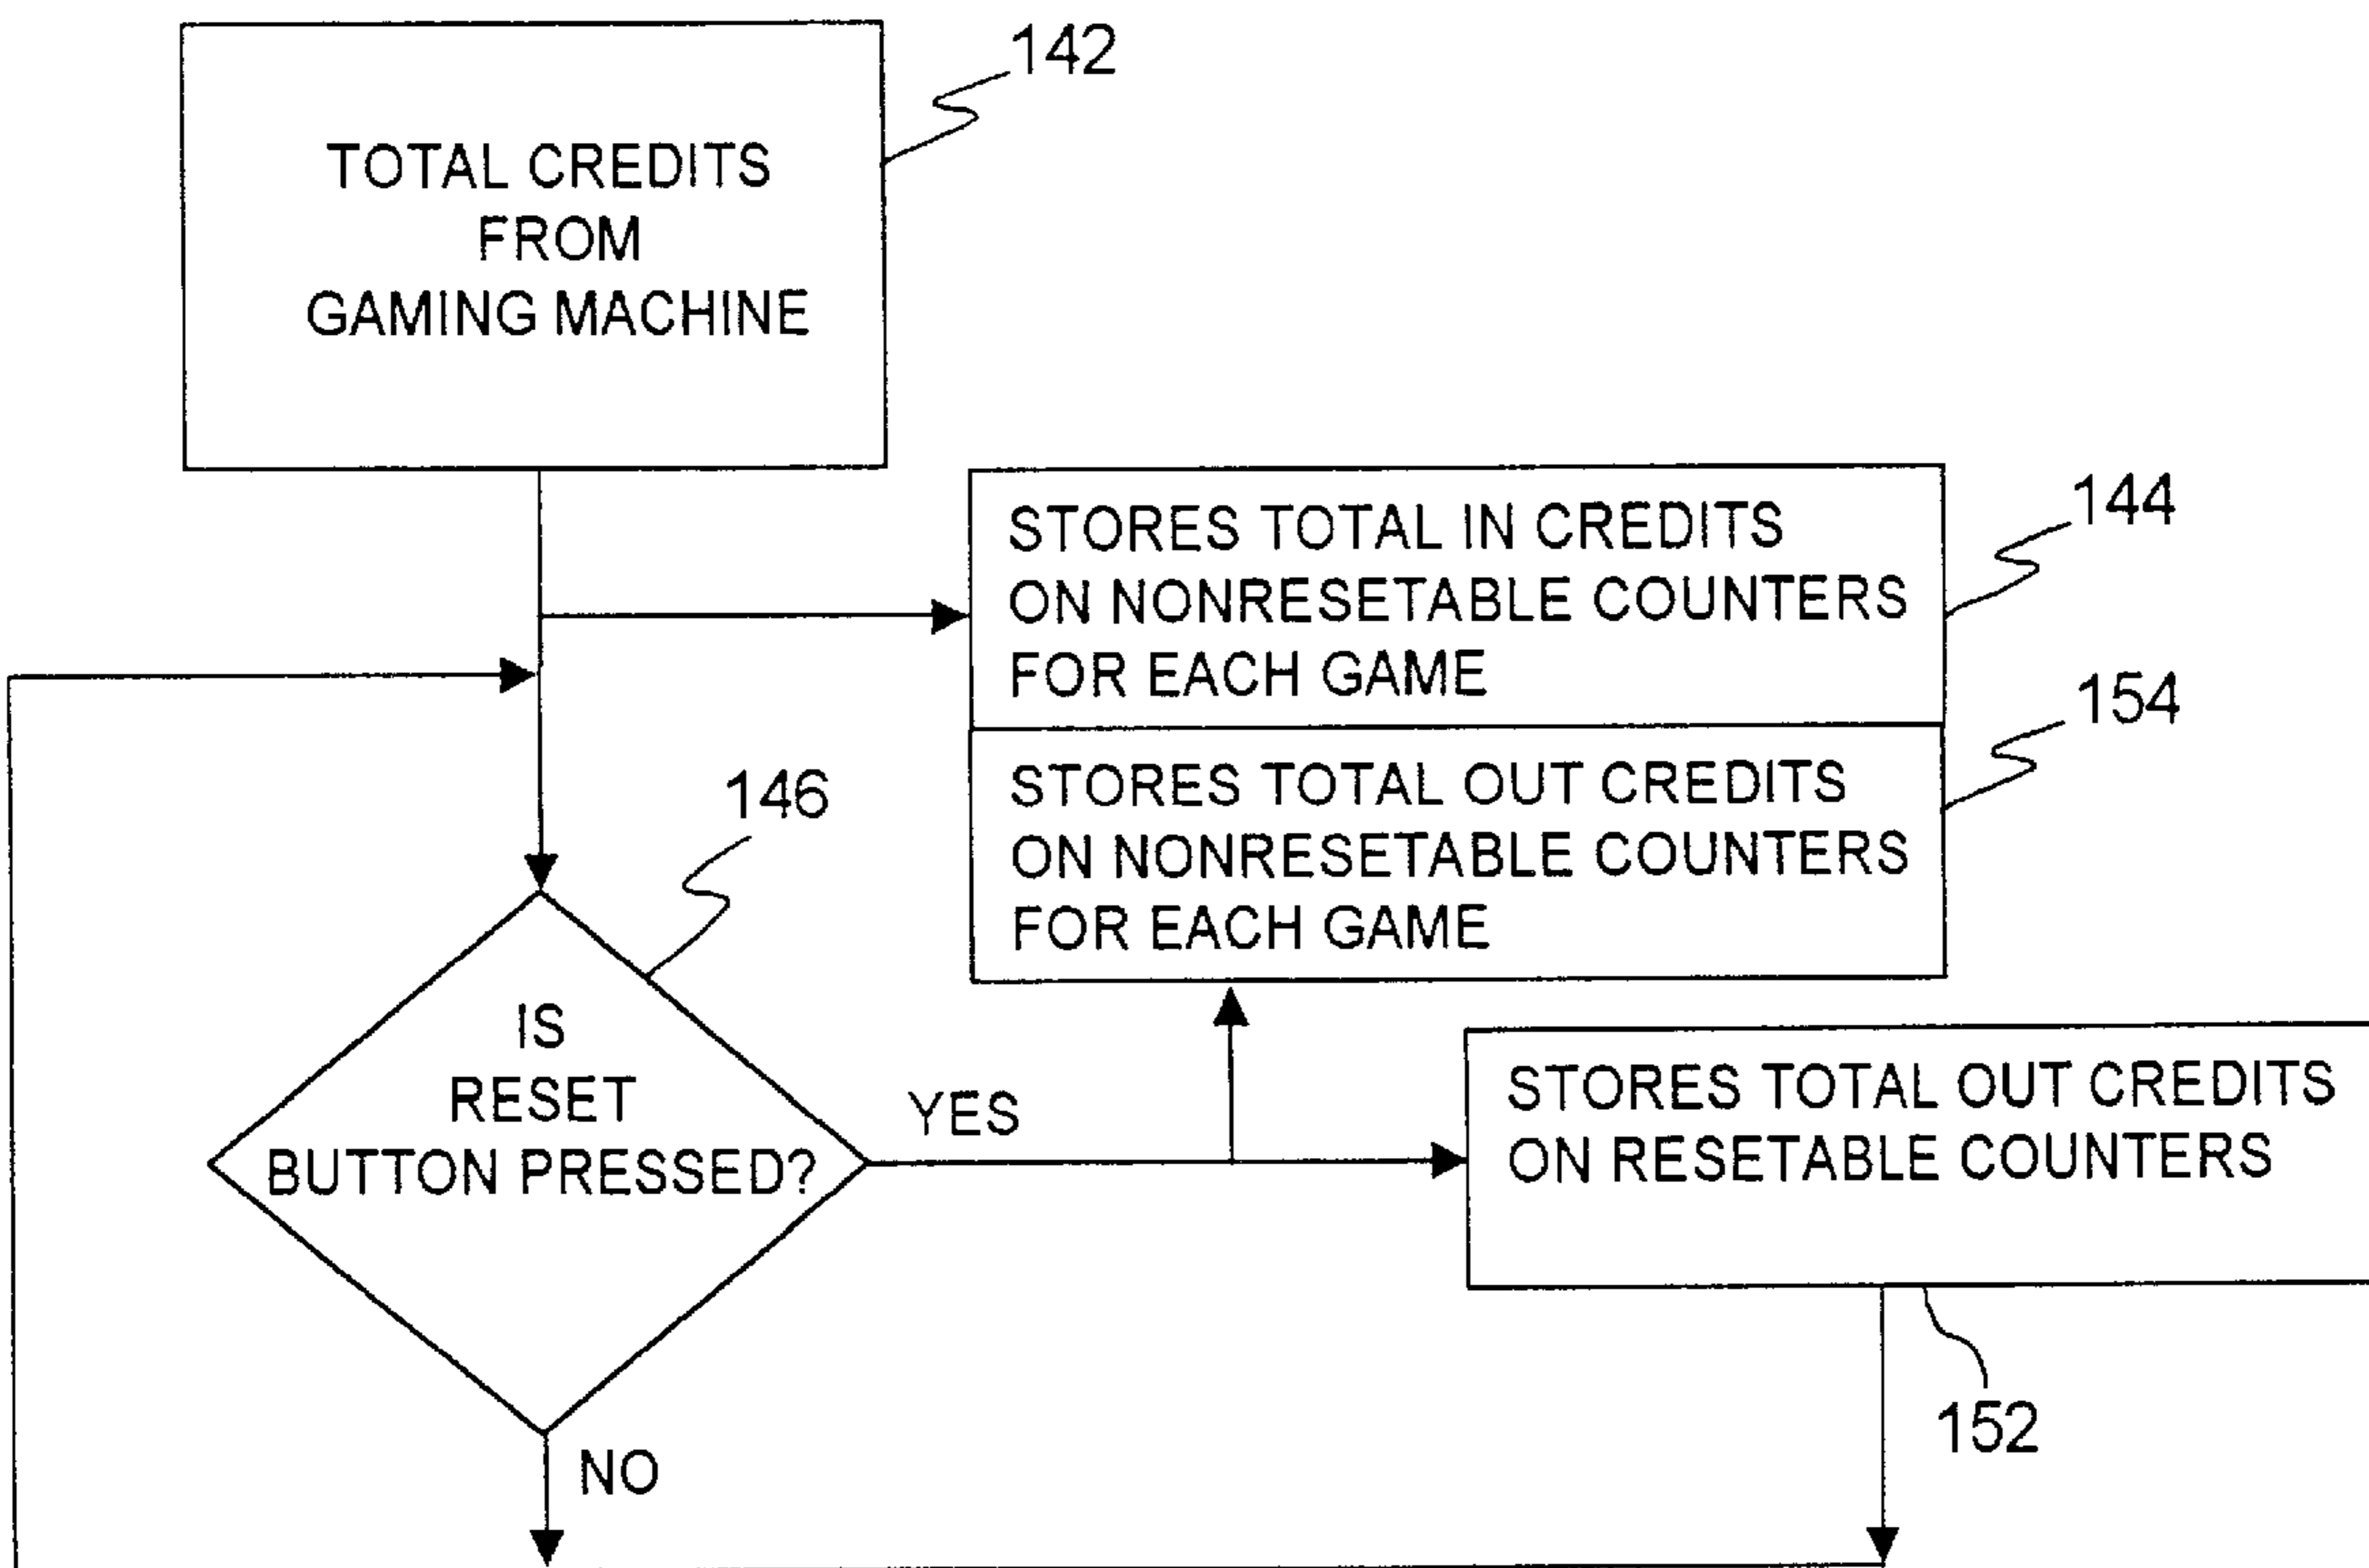 142
TOTAL CREDITS
FROM
GAMING MACHINE
STORES TOTAL IN CREDITS
ON NONRESETABLE COUNTERS
FOR EACH GAME
144
154
STORES TOTAL OUT CREDITS
ON NONRESETABLE COUNTERS
FOR EACH GAME
146
IS
RESET
BUTTON PRESSED?
YES
STORES TOTAL OUT CREDITS
ON RESETABLE COUNTERS
152
NO